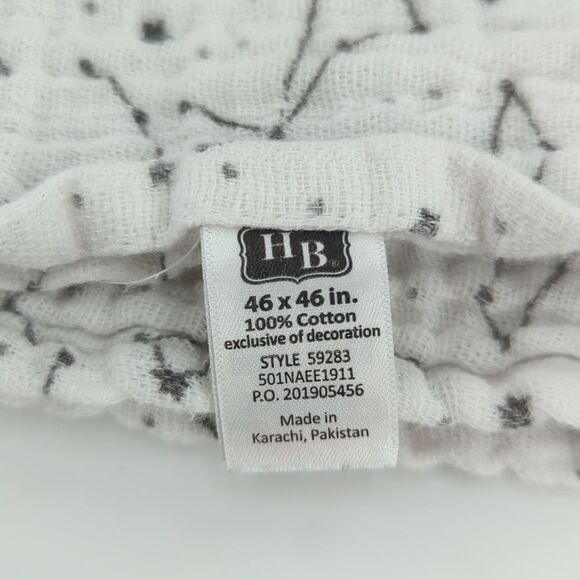 HB®
46 x 46 in.
100% Cotton
exclusive of decoration
STYLE 59283
501NAEE1911
P.O. 201905456
Made in
Karachi, Pakistan